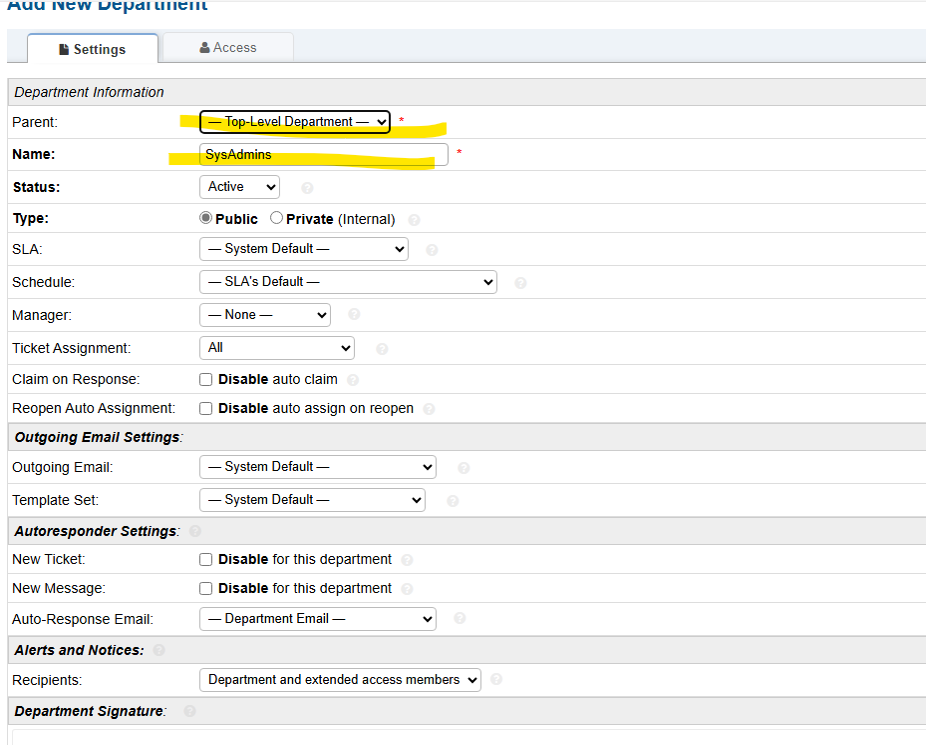 Add New Department
Settings
Access
Department Information
Parent: — Top-Level Department — *
Name: SysAdmins *
Status: Active
Type: Public Private (Internal)
SLA: — System Default —
Schedule: — SLA's Default —
Manager: — None —
Ticket Assignment: All
Claim on Response: Disable auto claim
Reopen Auto Assignment: Disable auto assign on reopen
Outgoing Email Settings:
Outgoing Email: — System Default —
Template Set: — System Default —
Autoresponder Settings:
New Ticket: Disable for this department
New Message: Disable for this department
Auto-Response Email: — Department Email —
Alerts and Notices:
Recipients: Department and extended access members
Department Signature: